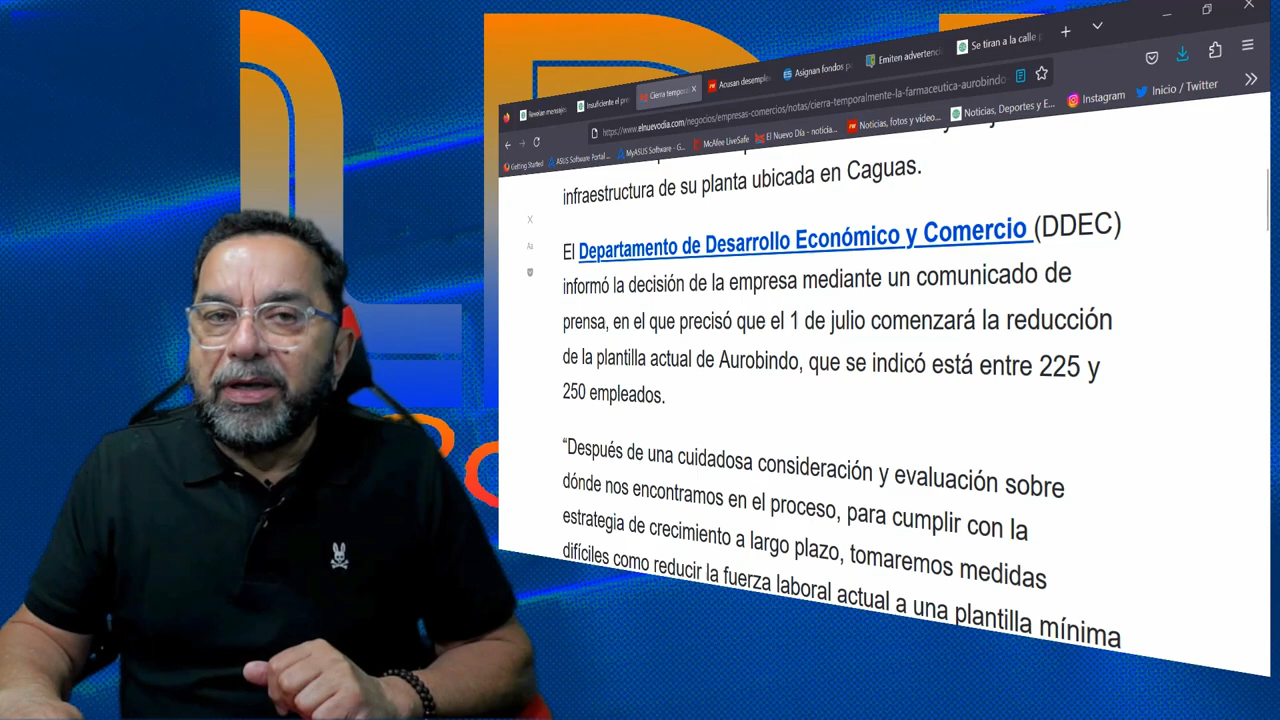 Reenvían mensajes
Insuficiente el pre
Cierra tempora
Acusan desemple
Asignan fondos p
Emiten advertenc
Se tiran a la calle p
https://www.elnuevodia.com/negocios/empresas-comercios/notas/cierra-temporalmente-la-farmaceutica-aurobindo
Getting Started
ASUS Software Portal ...
MyASUS Software - G...
McAfee LiveSafe
El Nuevo Día - noticia...
Noticias, fotos y video...
Noticias, Deportes y E...
Instagram
Inicio / Twitter
infraestructura de su planta ubicada en Caguas.
El Departamento de Desarrollo Económico y Comercio (DDEC)
informó la decisión de la empresa mediante un comunicado de
prensa, en el que precisó que el 1 de julio comenzará la reducción
de la plantilla actual de Aurobindo, que se indicó está entre 225 y
250 empleados.
“Después de una cuidadosa consideración y evaluación sobre
dónde nos encontramos en el proceso, para cumplir con la
estrategia de crecimiento a largo plazo, tomaremos medidas
difíciles como reducir la fuerza laboral actual a una plantilla mínima